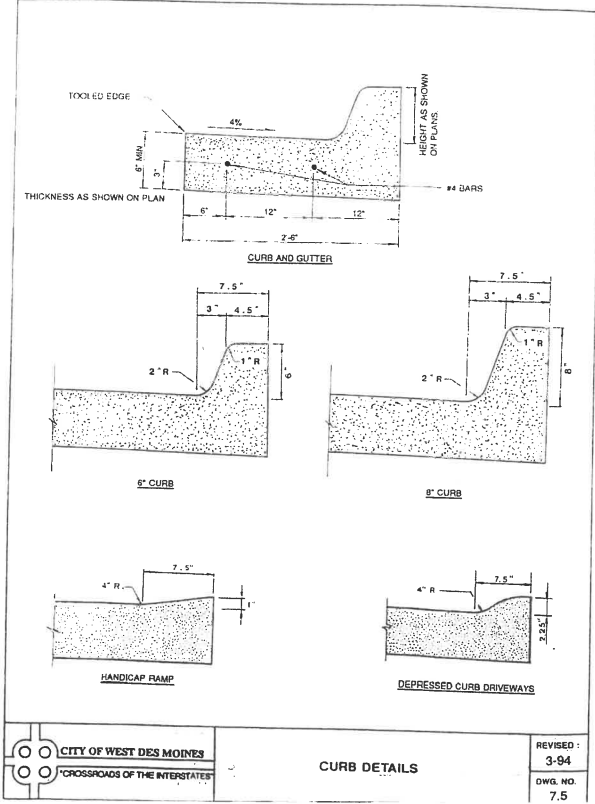 TOOLED EDGE
4%
HEIGHT AS SHOWN
ON PLANS.
6" MIN
3"
#4 BARS
THICKNESS AS SHOWN ON PLAN
6"
12"
12"
2'-6"
CURB AND GUTTER
7.5"
3"
4.5"
1"R
2"R
6"
6" CURB
7.5"
3"
4.5"
1"R
2"R
8"
8" CURB
7.5"
4"R.
1"
HANDICAP RAMP
7.5"
4"R
2.25"
DEPRESSED CURB DRIVEWAYS
CITY OF WEST DES MOINES
"CROSSROADS OF THE INTERSTATES"
CURB DETAILS
REVISED :
3-94
DWG. NO.
7.5